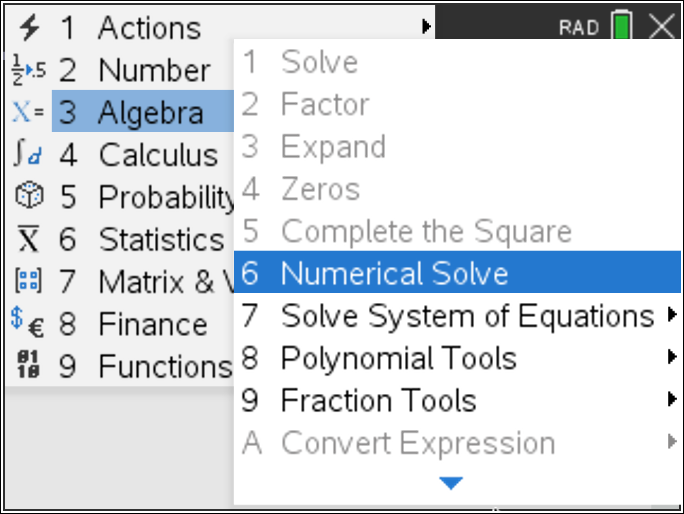 1 Actions
2 Number
3 Algebra
4 Calculus
5 Probability
6 Statistics
7 Matrix &
8 Finance
9 Functions
RAD
1 Solve
2 Factor
3 Expand
4 Zeros
5 Complete the Square
6 Numerical Solve
7 Solve System of Equations
8 Polynomial Tools
9 Fraction Tools
A Convert Expression